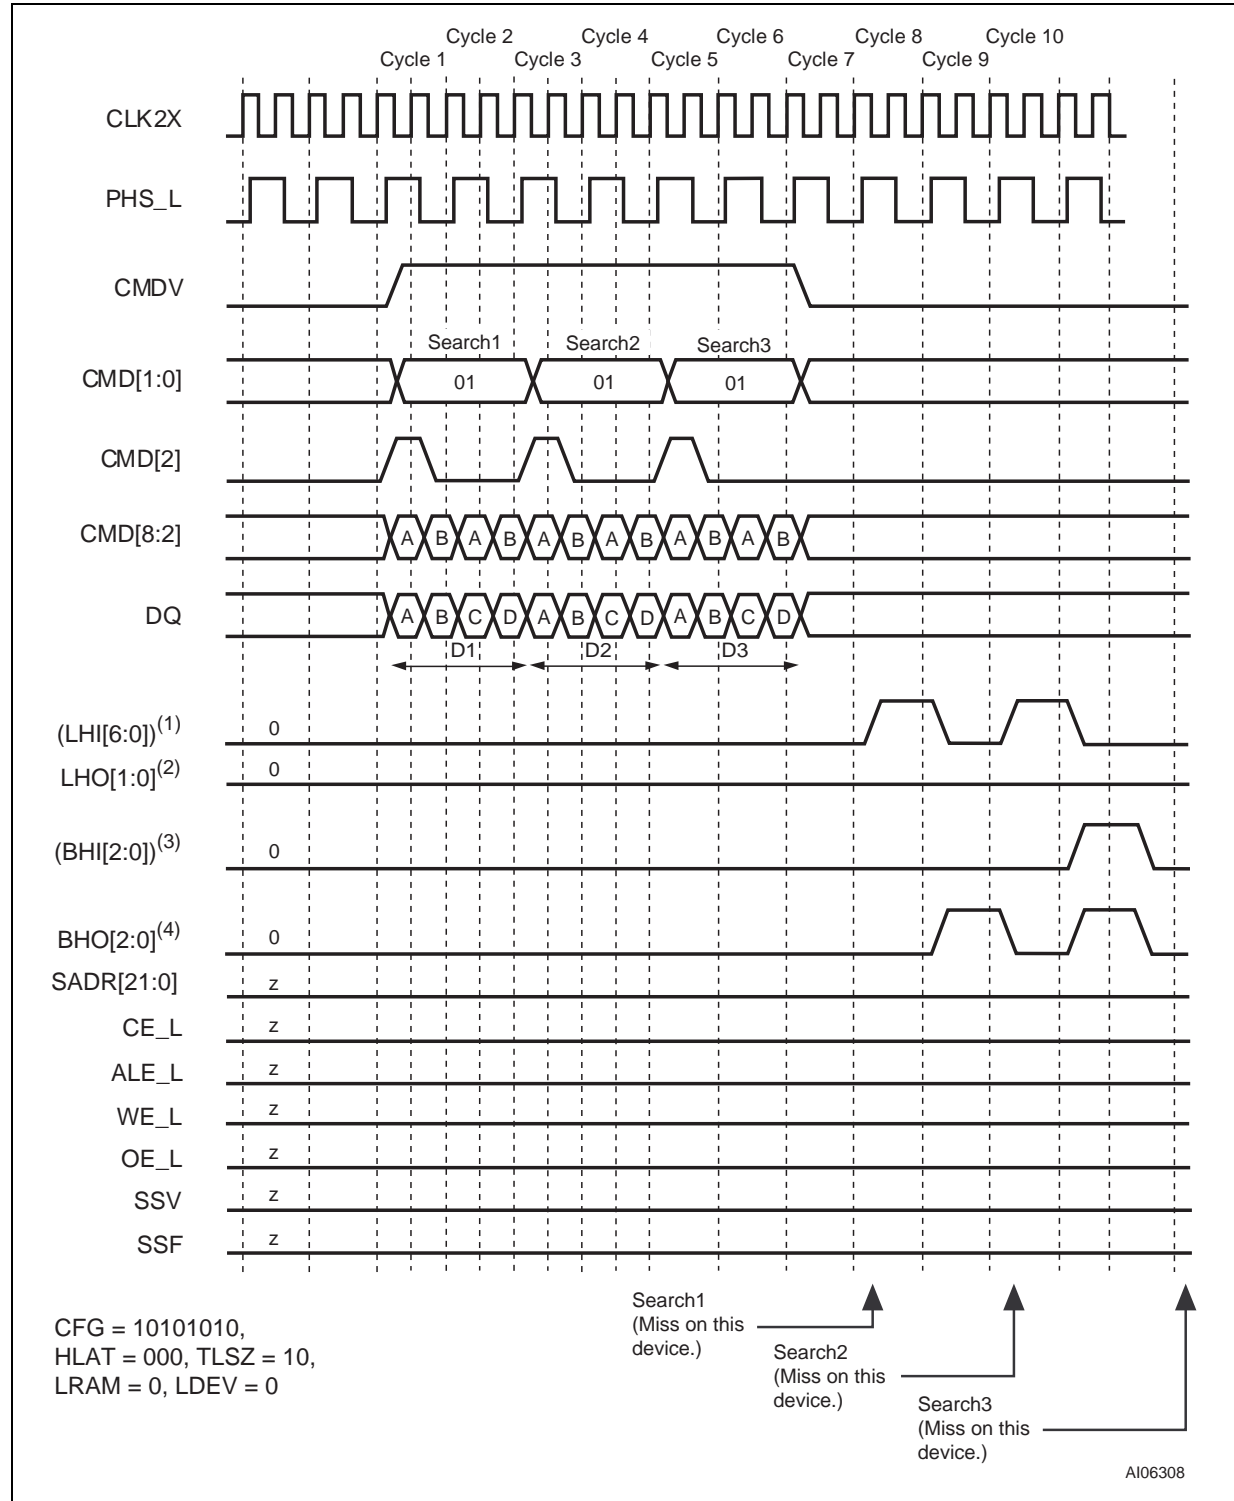 Cycle 2 Cycle 4 Cycle 6 Cycle 8 Cycle 10
Cycle 1 Cycle 3 Cycle 5 Cycle 7 Cycle 9
CLK2X
PHS_L
CMDV
Search1 Search2 Search3
CMD[1:0] 01 01 01
CMD[2]
CMD[8:2] A B A B A B A B A B A B
DQ A B C D A B C D A B C D
D1 D2 D3
(LHI[6:0])(1) 0
LHO[1:0](2) 0
(BHI[2:0])(3) 0
BHO[2:0](4) 0
SADR[21:0] z
CE_L z
ALE_L z
WE_L z
OE_L z
SSV z
SSF z
CFG = 10101010,
HLAT = 000, TLSZ = 10,
LRAM = 0, LDEV = 0
Search1
(Miss on this
device.)
Search2
(Miss on this
device.)
Search3
(Miss on this
device.)
AI06308